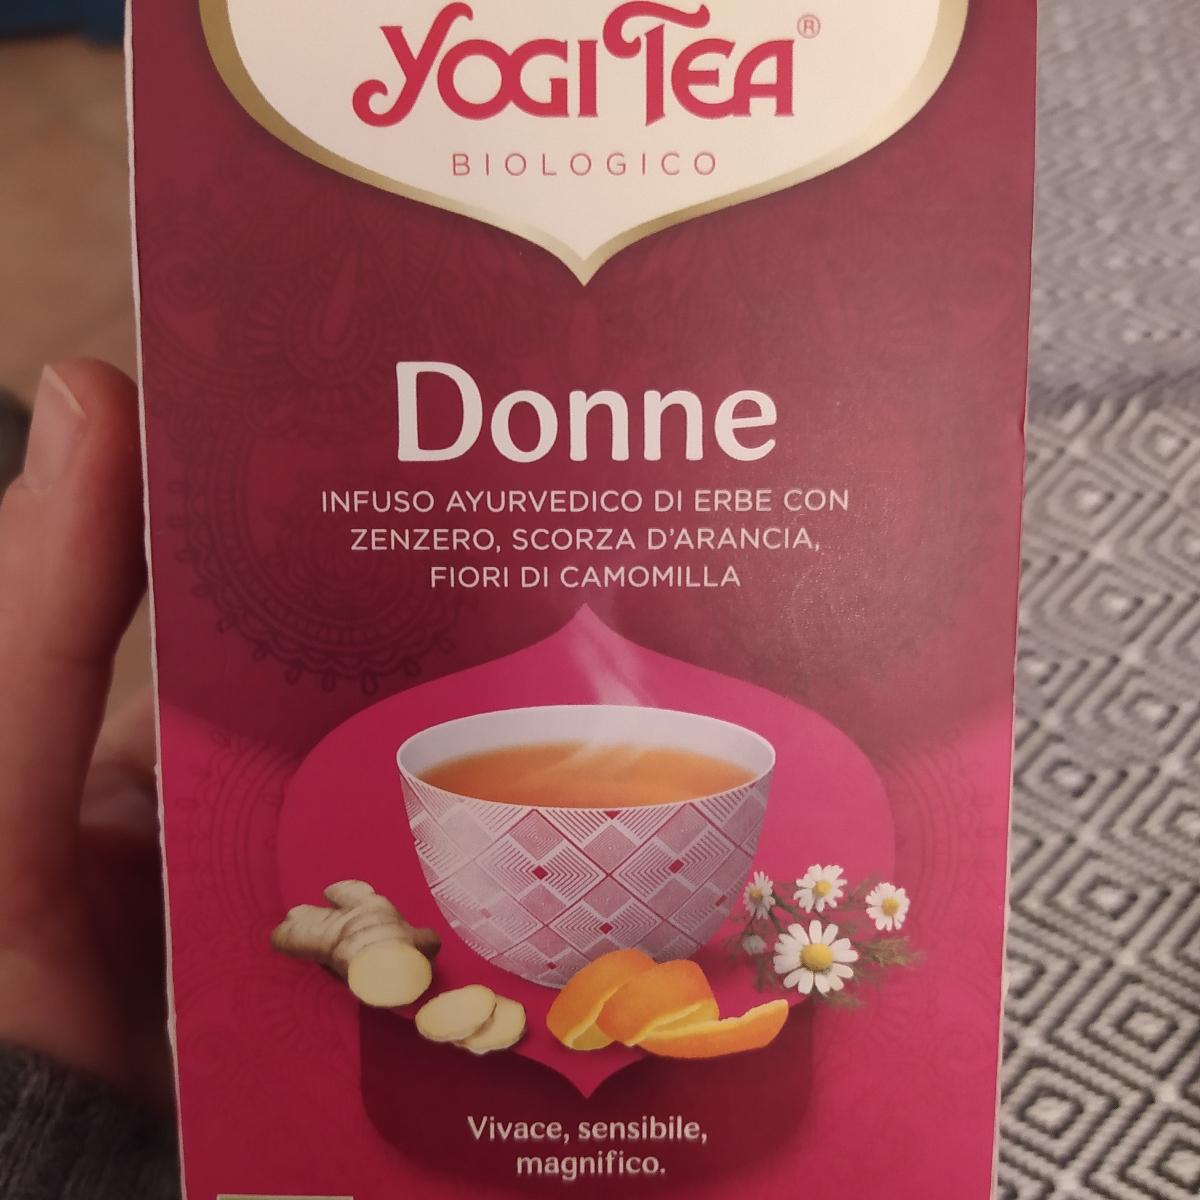 YOGI TEA®
BIOLOGICO
Donne
INFUSO AYURVEDICO DI ERBE CON
ZENZERO, SCORZA D'ARANCIA,
FIORI DI CAMOMILLA
Vivace, sensibile,
magnifico.